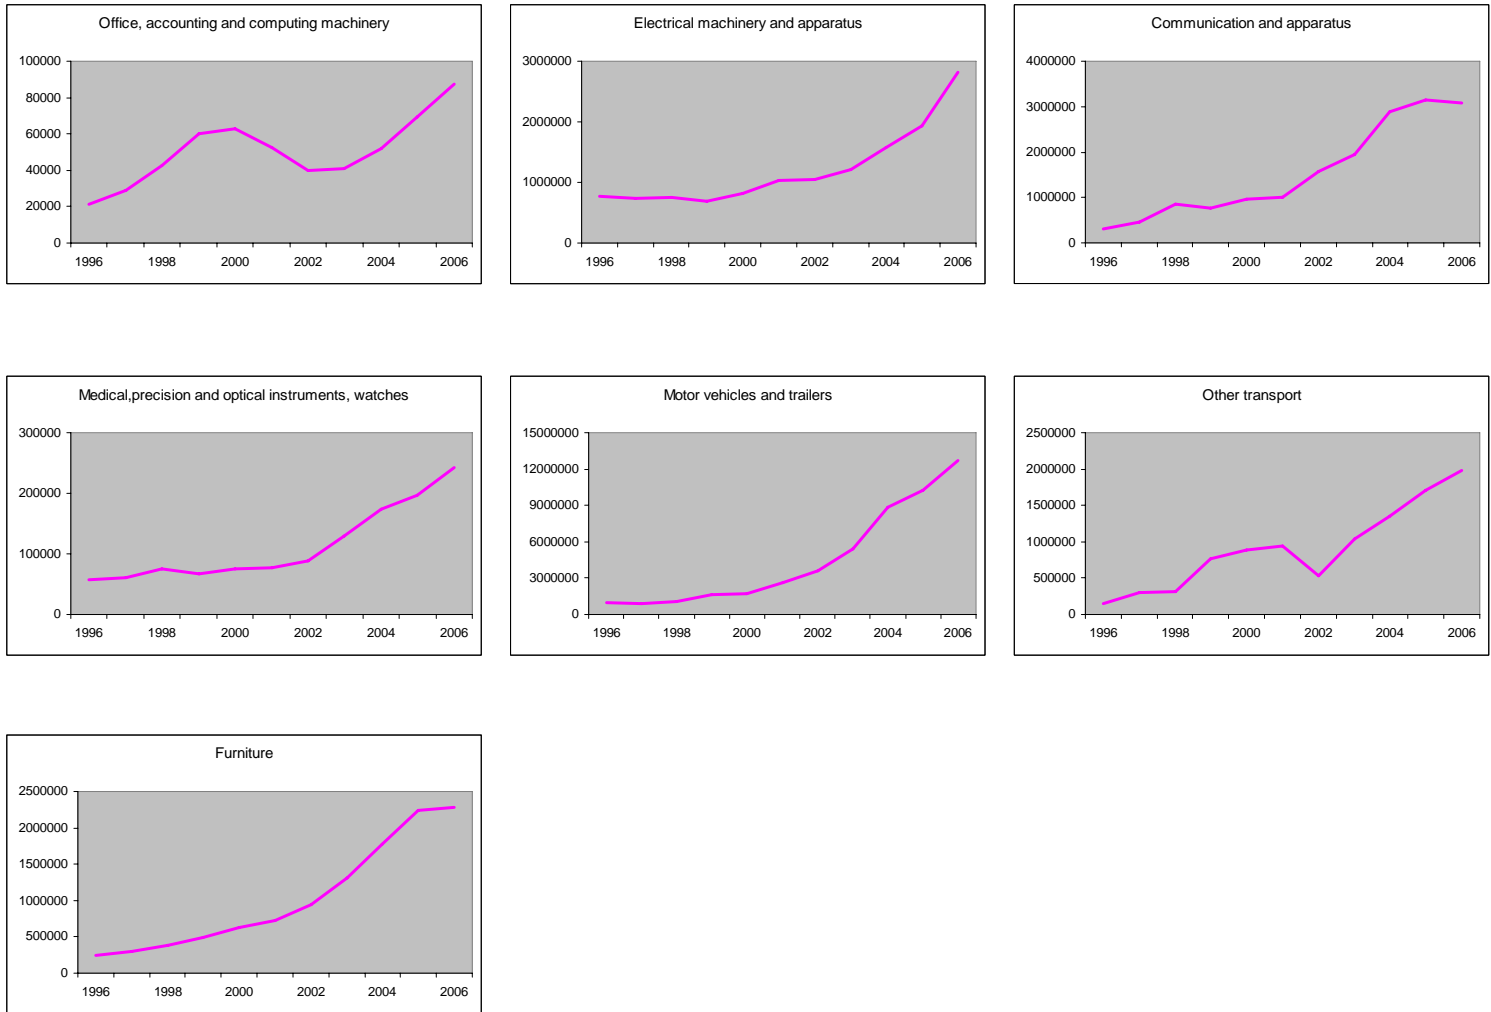 Office, accounting and computing machinery
100000
80000
60000
40000
20000
0
1996 1998 2000 2002 2004 2006
Electrical machinery and apparatus
3000000
2000000
1000000
0
1996 1998 2000 2002 2004 2006
Communication and apparatus
4000000
3000000
2000000
1000000
0
1996 1998 2000 2002 2004 2006
Medical,precision and optical instruments, watches
300000
200000
100000
0
1996 1998 2000 2002 2004 2006
Motor vehicles and trailers
15000000
12000000
9000000
6000000
3000000
0
1996 1998 2000 2002 2004 2006
Other transport
2500000
2000000
1500000
1000000
500000
0
1996 1998 2000 2002 2004 2006
Furniture
2500000
2000000
1500000
1000000
500000
0
1996 1998 2000 2002 2004 2006